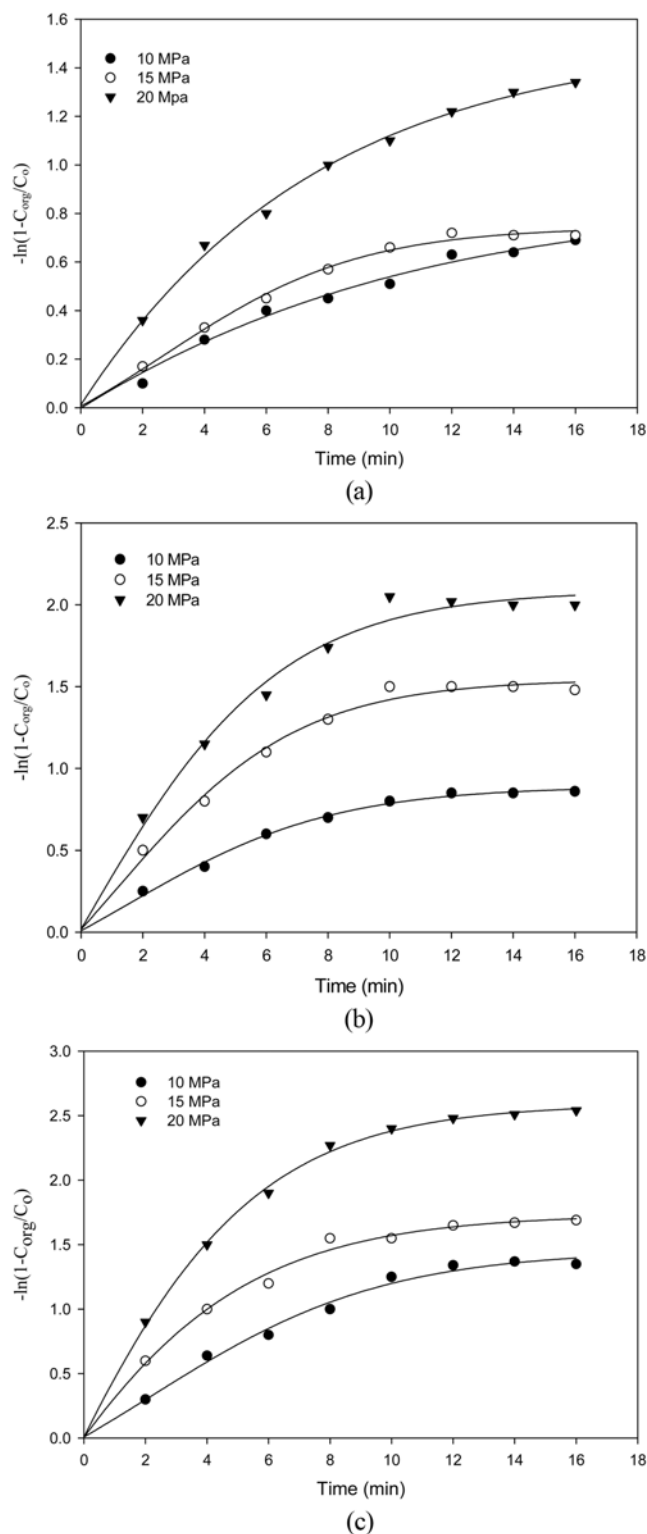 1.6
10 MPa
15 MPa
20 Mpa
1.4
1.2
1.0
0.8
0.6
0.4
0.2
0.0
-ln(1-Corg/Co)
0 2 4 6 8 10 12 14 16 18
Time (min)
(a)
2.5
10 MPa
15 MPa
20 MPa
2.0
1.5
1.0
0.5
0.0
-ln(1-Corg/Co)
0 2 4 6 8 10 12 14 16 18
Time (min)
(b)
3.0
10 MPa
15 MPa
20 MPa
2.5
2.0
1.5
1.0
0.5
0.0
-ln(1-Corg/Co)
0 2 4 6 8 10 12 14 16 18
Time (min)
(c)